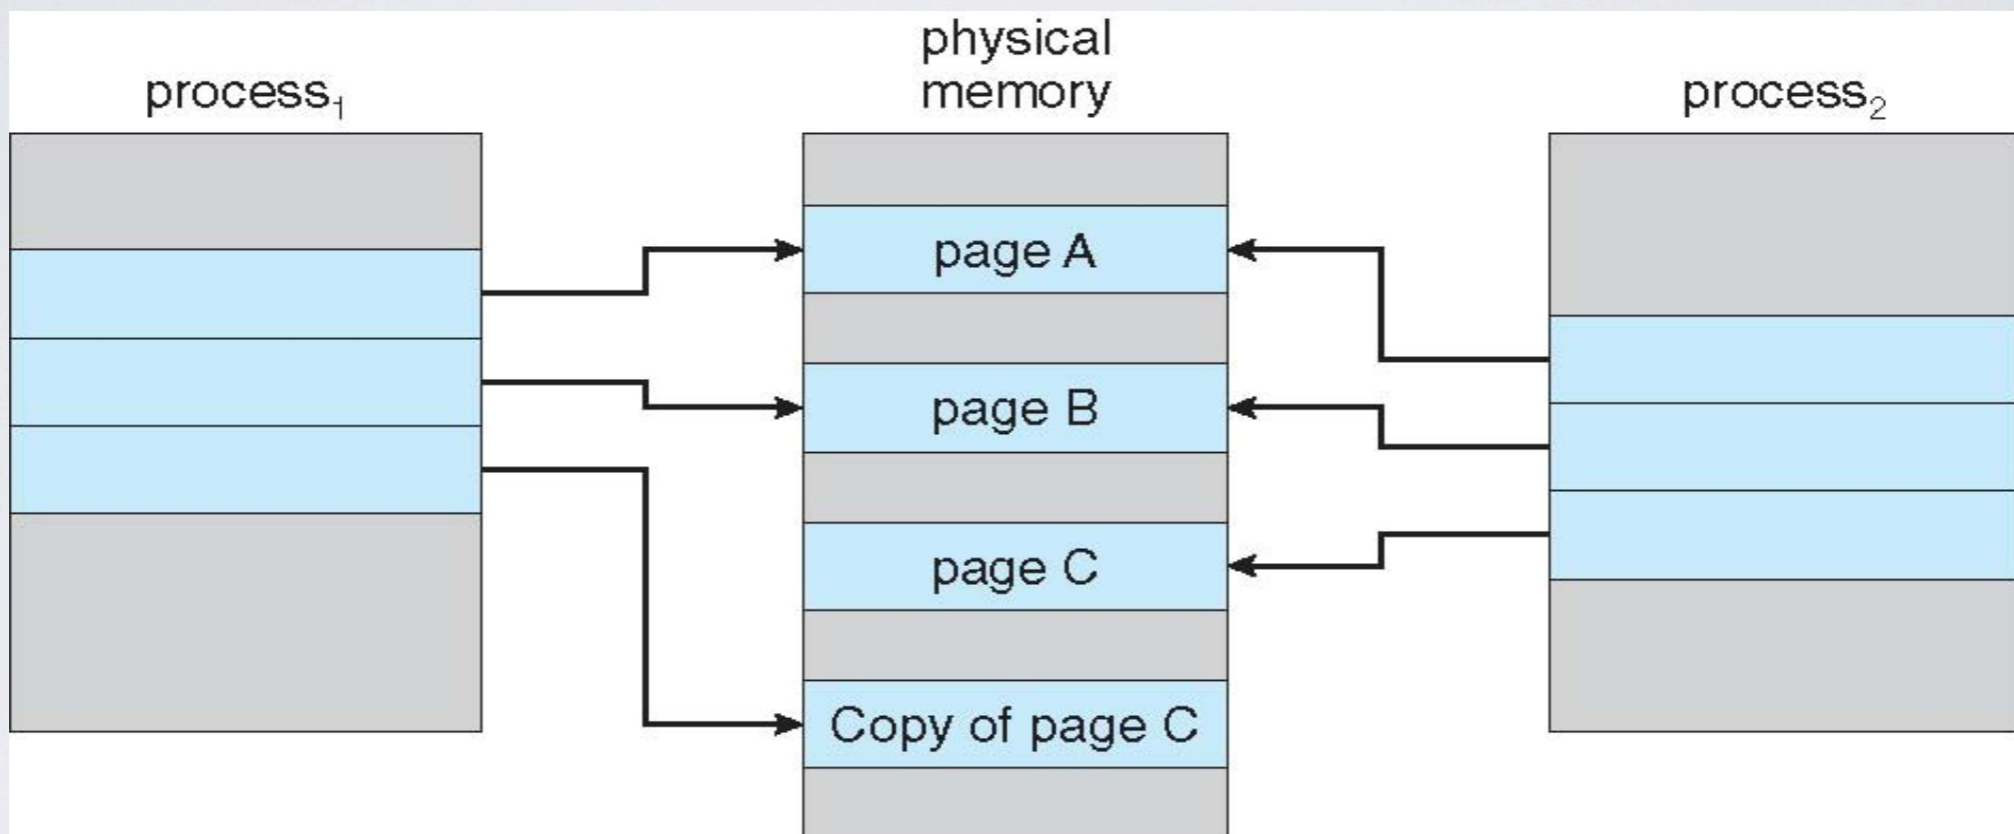 process₁
physical
memory
process₂
page A
page B
page C
Copy of page C